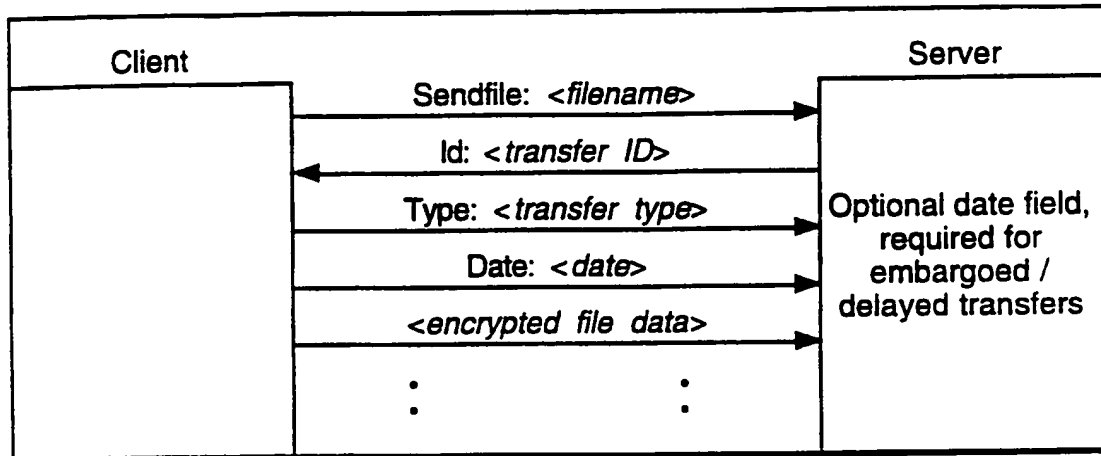 Client
Server
Sendfile: <filename>
Id: <transfer ID>
Type: <transfer type>
Date: <date>
<encrypted file data>
Optional date field,
required for
embargoed /
delayed transfers